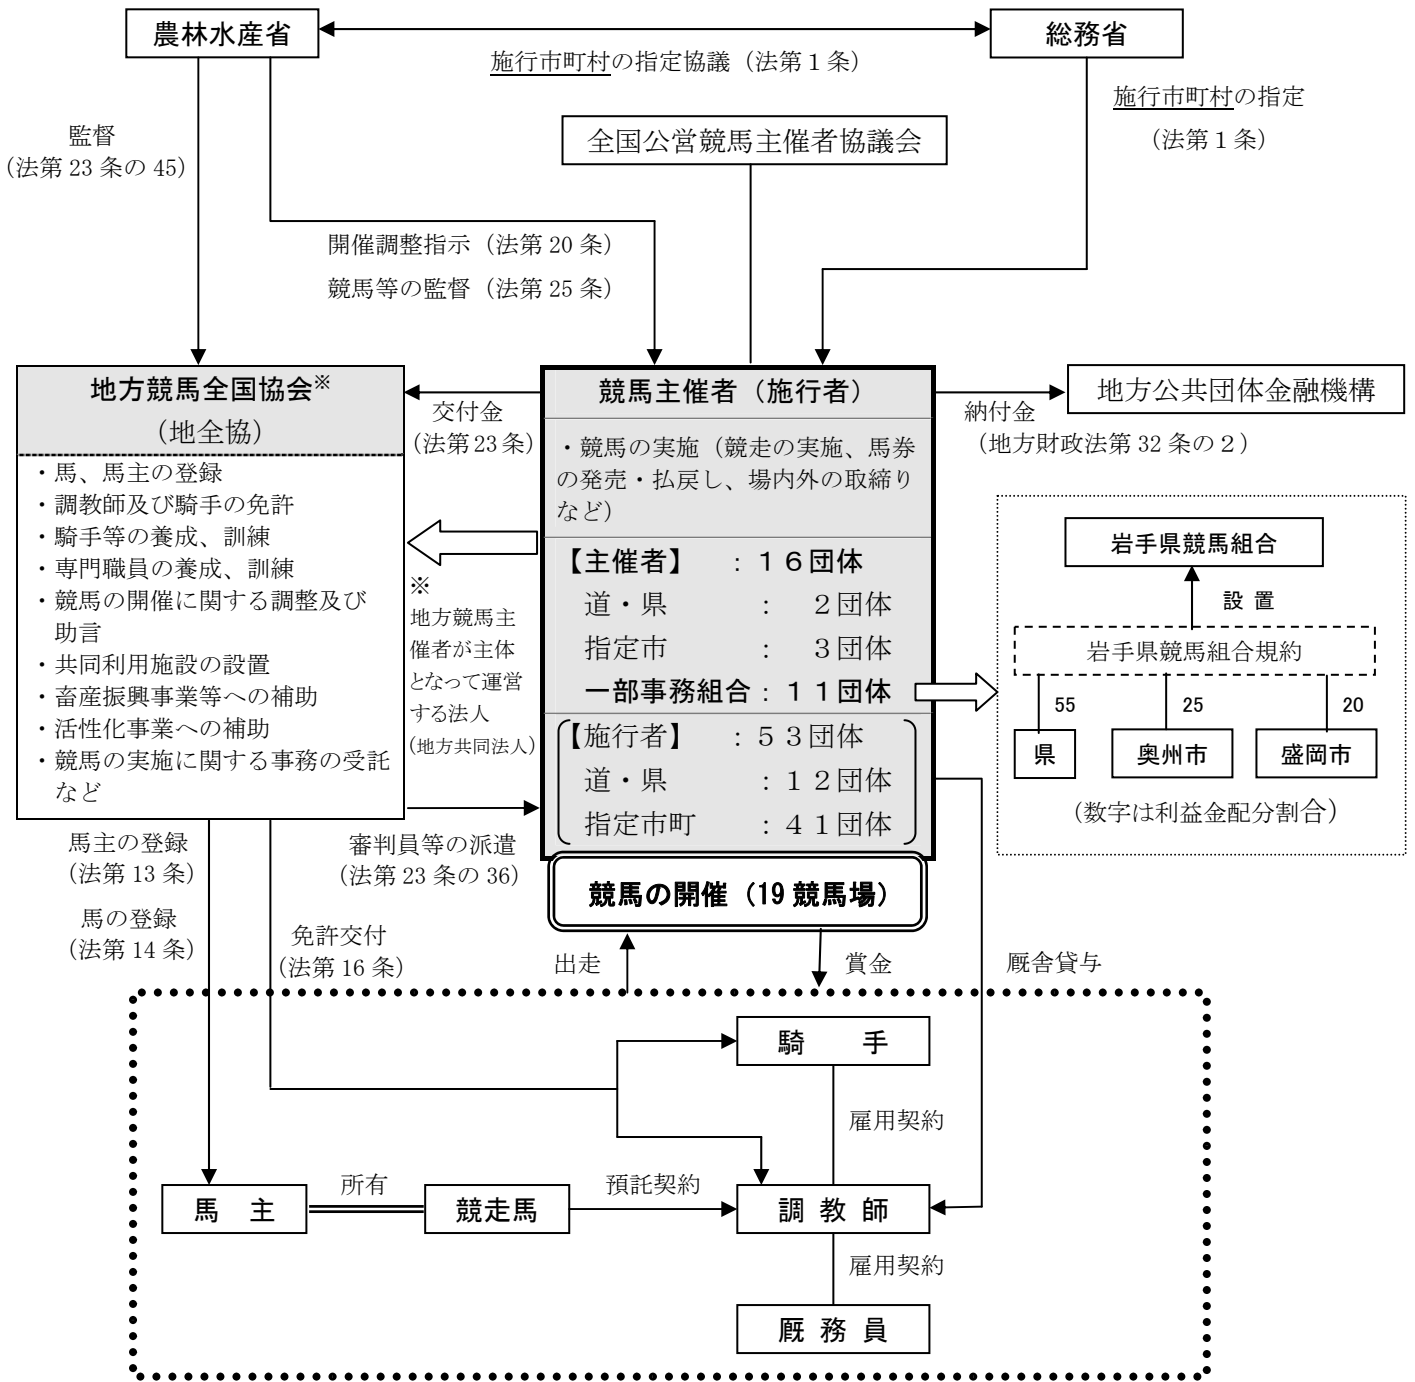 農林水産省
総務省
施行市町村の指定協議（法第１条）
施行市町村の指定
（法第１条）
監督
（法第 23 条の 45）
全国公営競馬主催者協議会
開催調整指示（法第 20 条）
競馬等の監督（法第 25 条）
地方競馬全国協会※
（地全協）
・馬、馬主の登録
・調教師及び騎手の免許
・騎手等の養成、訓練
・専門職員の養成、訓練
・競馬の開催に関する調整及び
助言
・共同利用施設の設置
・畜産振興事業等への補助
・活性化事業への補助
・競馬の実施に関する事務の受託
など
交付金
（法第 23 条）
※
地方競馬主
催者が主体
となって運営
する法人
（地方共同法人）
競馬主催者（施行者）
・競馬の実施（競走の実施、馬券
の発売・払戻し、場内外の取締り
など）
【主催者】　：１６団体
道・県　　　：　２団体
指定市　　　：　３団体
一部事務組合：１１団体
【施行者】　：５３団体
道・県　　　：１２団体
指定市町　　：４１団体
競馬の開催（19 競馬場）
納付金
（地方財政法第 32 条の２）
地方公共団体金融機構
岩手県競馬組合
設 置
岩手県競馬組合規約
55
25
20
県
奥州市
盛岡市
（数字は利益金配分割合）
馬主の登録
（法第 13 条）
馬の登録
（法第 14 条）
審判員等の派遣
（法第 23 条の 36）
免許交付
（法第 16 条）
出走
賞金
厩舎貸与
騎　手
雇用契約
馬　主
所有
競走馬
預託契約
調 教 師
雇用契約
厩 務 員